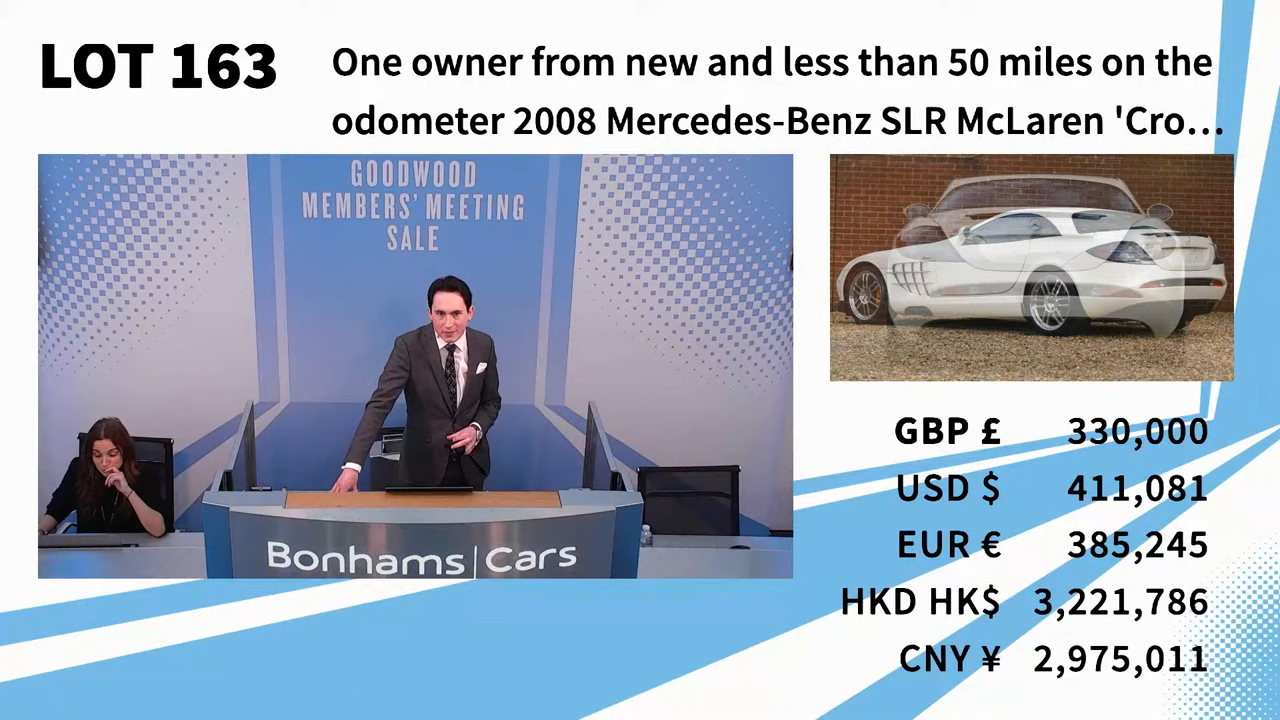 LOT 163
One owner from new and less than 50 miles on the
odometer 2008 Mercedes-Benz SLR McLaren 'Cro...
GOODWOOD
MEMBERS' MEETING
SALE
Bonhams | Cars
GBP £ 330,000
USD $ 411,081
EUR € 385,245
HKD HK$ 3,221,786
CNY ¥ 2,975,011